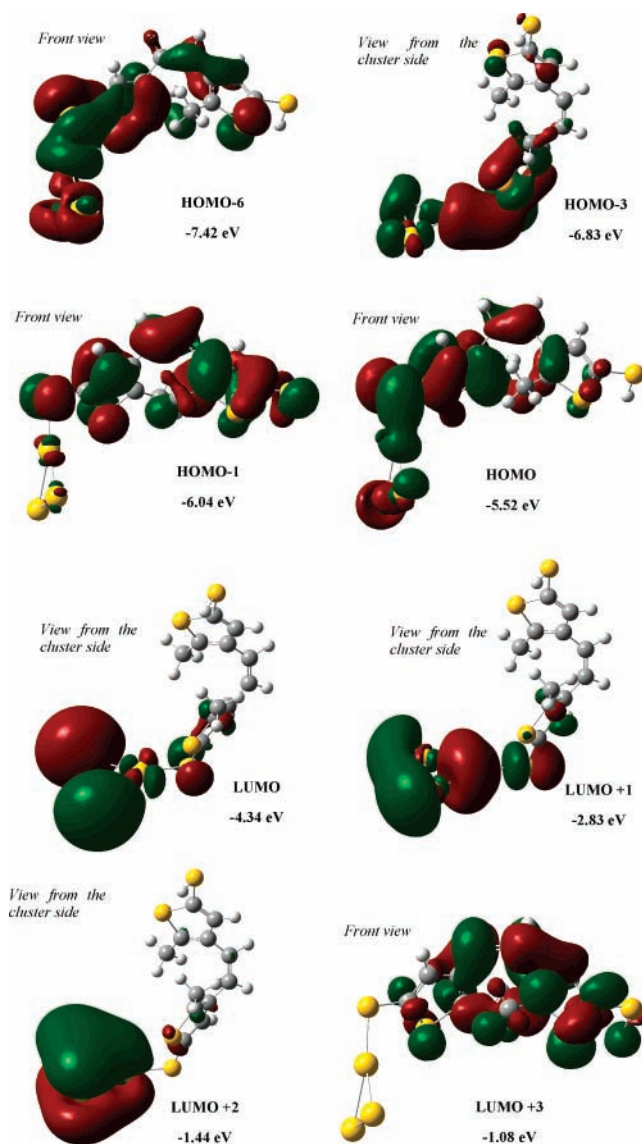 Front view
HOMO-6
-7.42 eV
View from the
cluster side
HOMO-3
-6.83 eV
Front view
HOMO-1
-6.04 eV
Front view
HOMO
-5.52 eV
View from the
cluster side
LUMO
-4.34 eV
View from the
cluster side
LUMO +1
-2.83 eV
View from the
cluster side
LUMO +2
-1.44 eV
Front view
LUMO +3
-1.08 eV